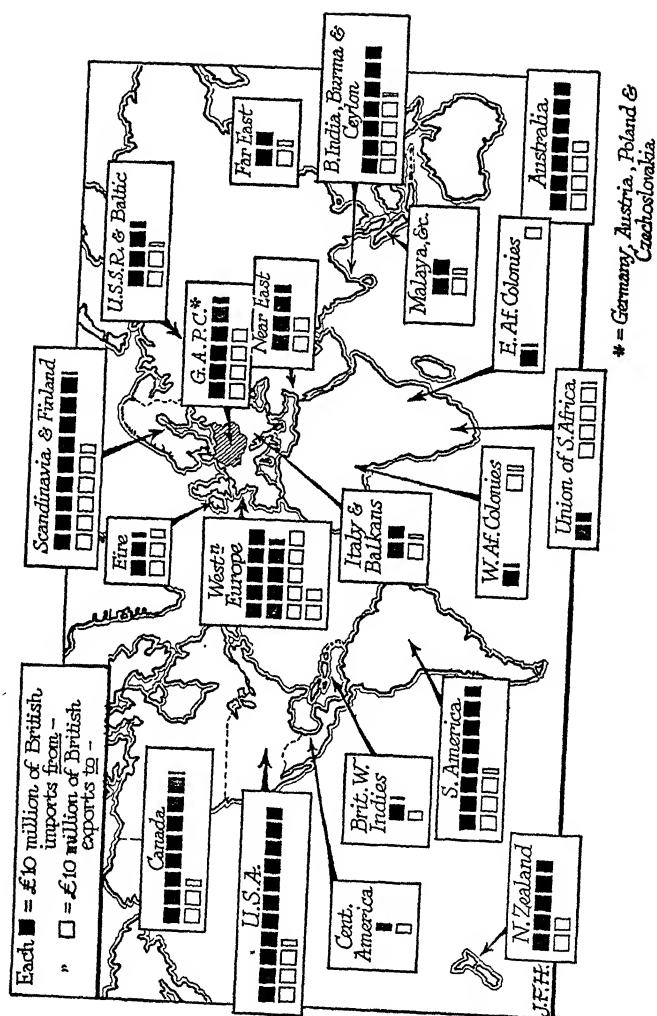 Each ■ = £10 million of British
imports from –
„ □ = £10 million of British
exports to –
Scandinavia & Finland
U.S.S.R. & Baltic
Canada
Eire
G.A.P.C.*
Far East
U.S.A.
West<sup>n</sup>
Europe
Near East
B. India, Burma &
Ceylon
Cent.
America
Brit. W.
Indies
Italy &
Balkans
Malaya, &c.
S. America
W. Af. Colonies
E. Af. Colonies
N. Zealand
Union of S. Africa
Australia
J.F.H.
* = Germany, Austria, Poland &
Czechoslovakia